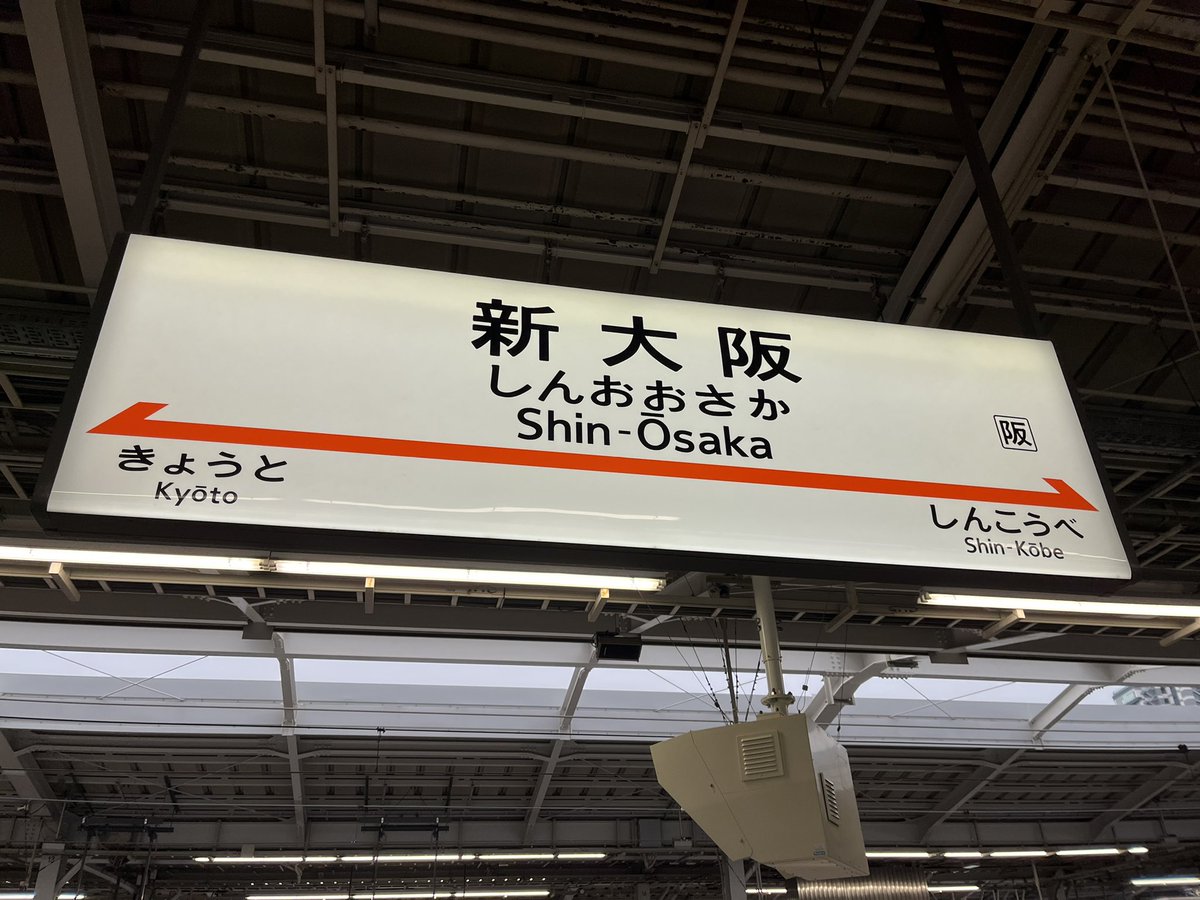 新大阪
しんおおさか
Shin-Ōsaka
阪
きょうと
Kyōto
しんこうべ
Shin-Kōbe